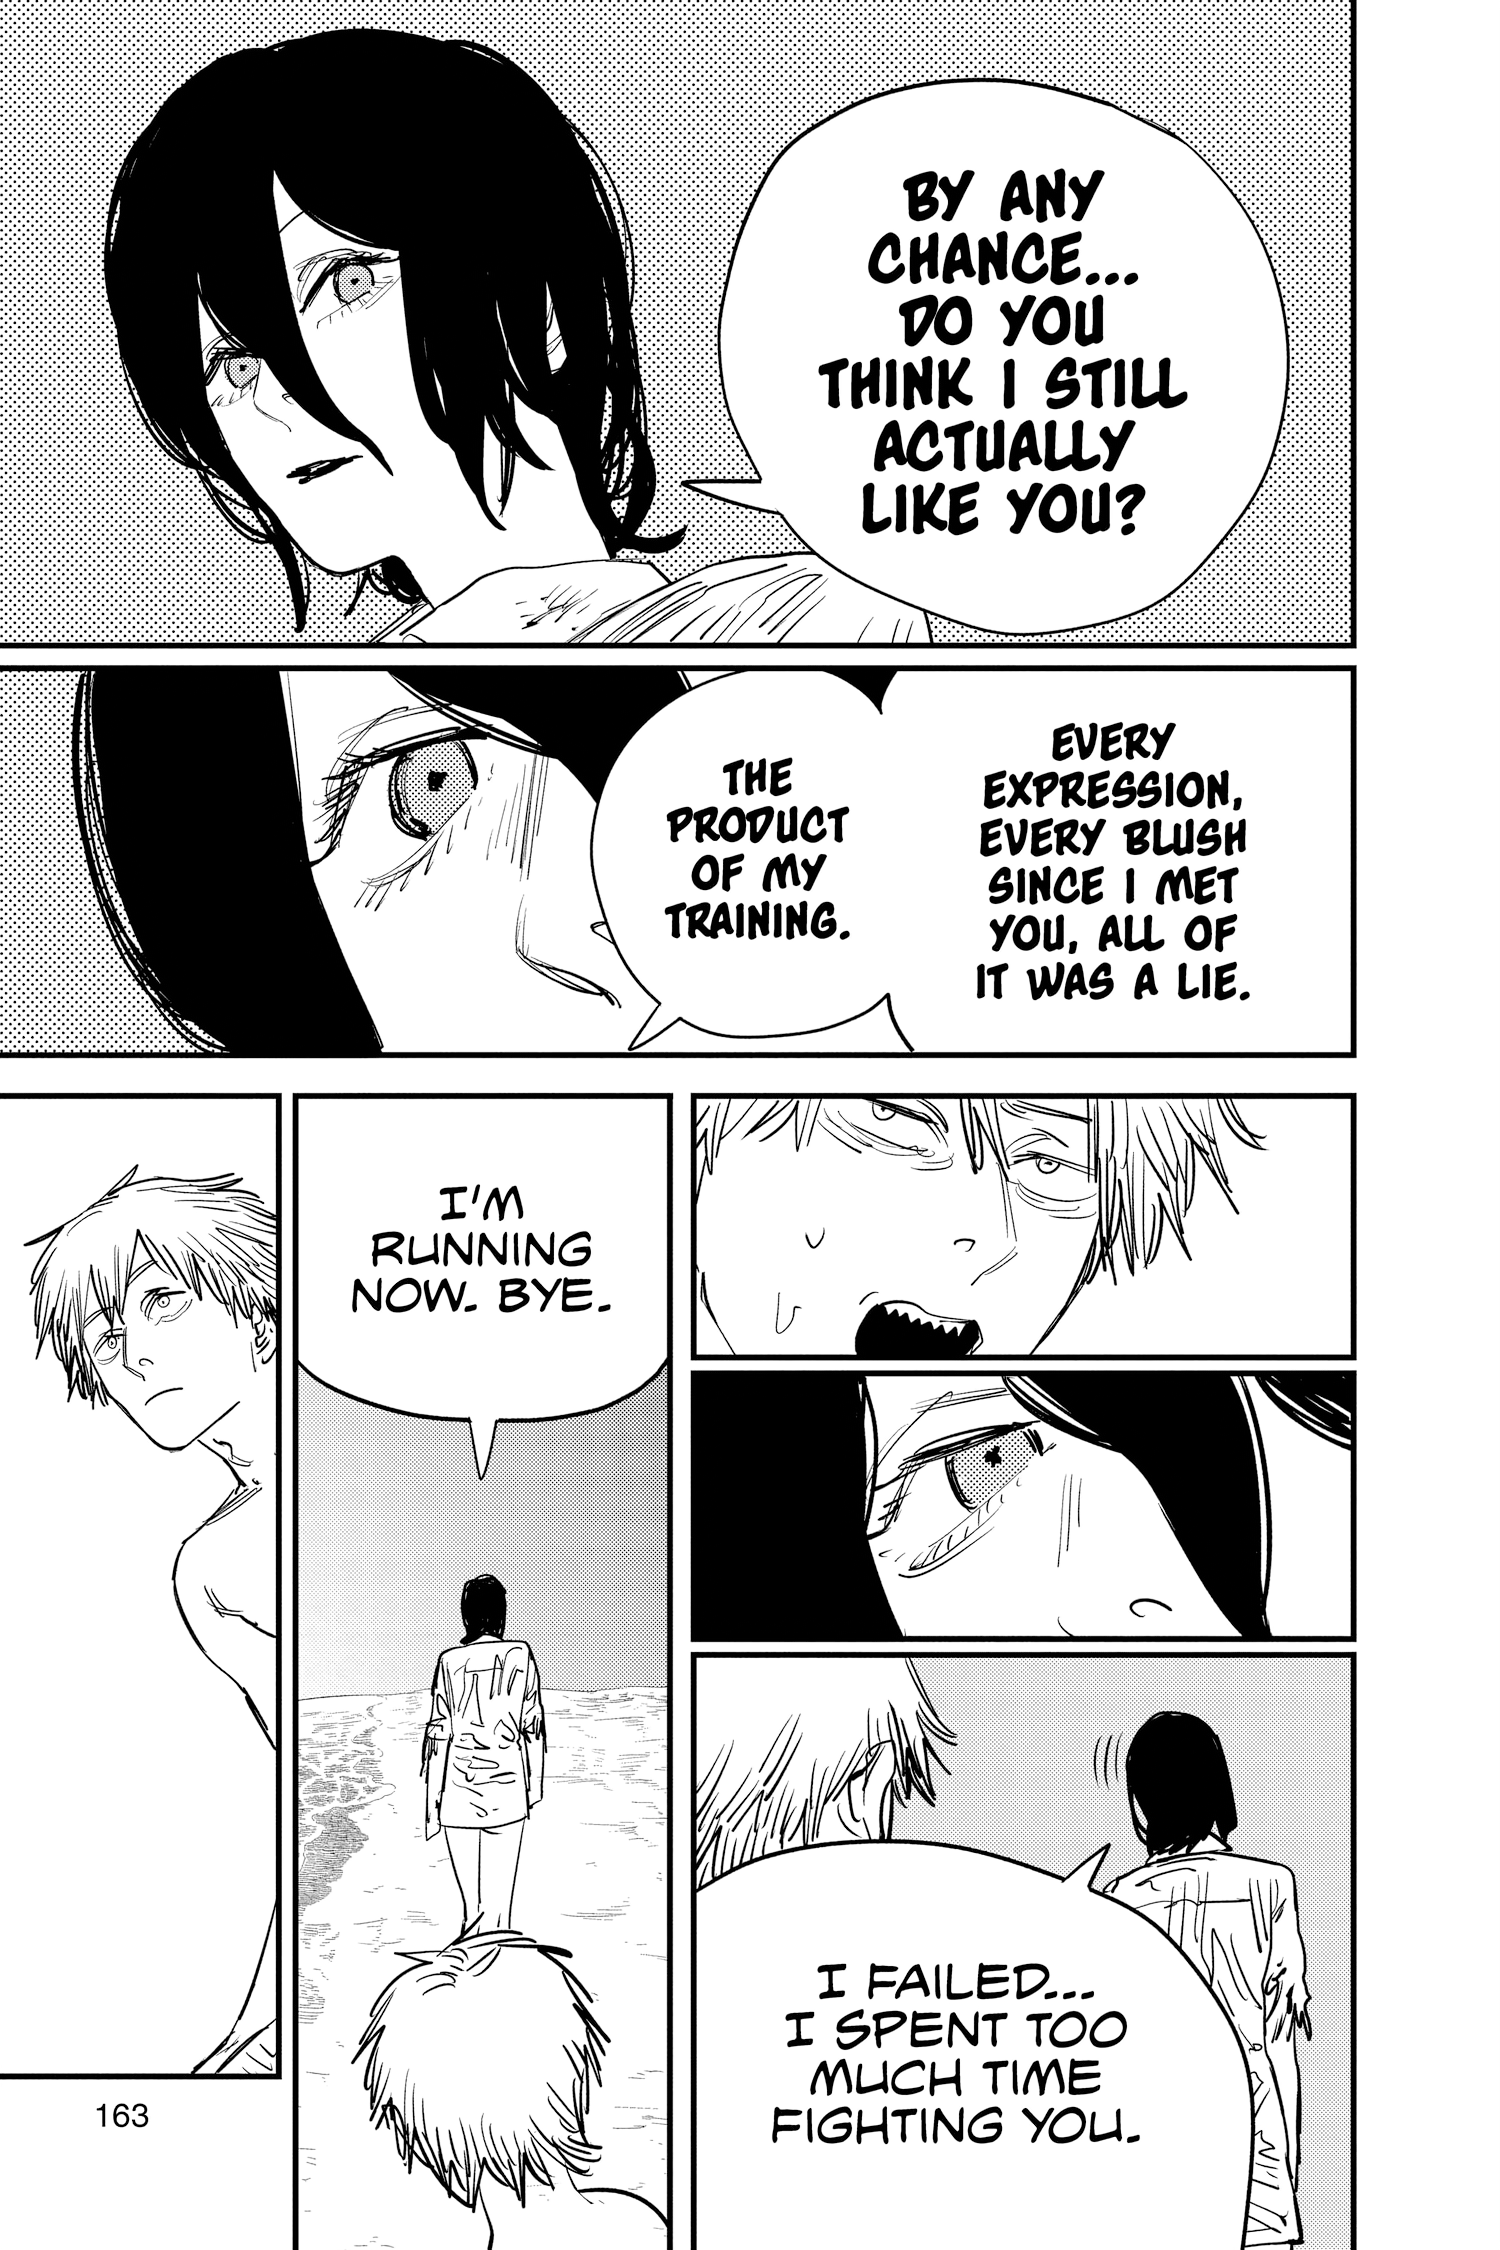 BY ANY
CHANCE...
DO YOU
THINK I STILL
ACTUALLY
LIKE YOU?
EVERY
EXPRESSION,
EVERY BLUSH
SINCE I MET
YOU, ALL OF
IT WAS A LIE.
THE
PRODUCT
OF MY
TRAINING.
I FAILED...
I SPENT TOO
MUCH TIME
FIGHTING YOU.
I'M
RUNNING
NOW. BYE.
163